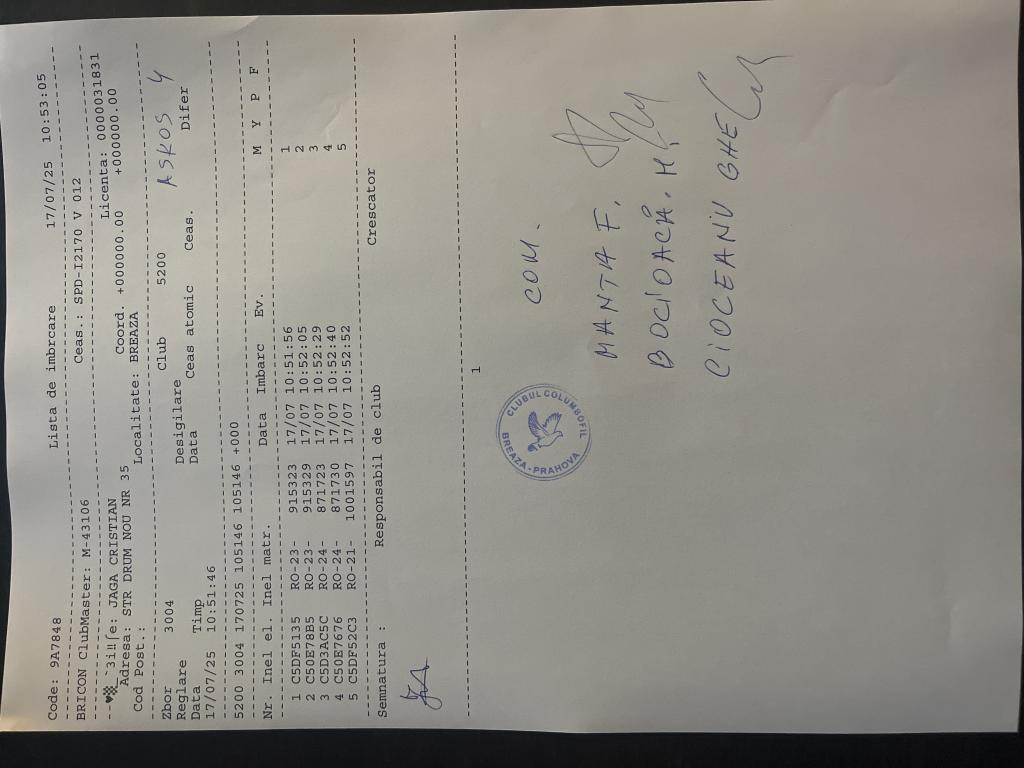 Code: 9A7848 Lista de imbrcare 17/07/25 10:53:05
BRICON ClubMaster: M-43106 Ceas.: SPD-I2170 V 012
JAGA CRISTIAN Licenta: 0000031831
Adresa: STR DRUM NOU NR 35 Coord. +000000.00 +000000.00
Cod Post.: Localitate: BREAZA
Zbor 3004 Club 5200 ASKOS 4
Reglare Desigilare
Data Timp Data Ceas atomic Ceas. Difer
17/07/25 10:51:46
5200 3004 170725 105146 105146 +000
Nr. Inel el. Inel matr. Data Imbarc Ev. M Y P F
1 C5DF5135 RO-23- 915323 17/07 10:51:56 1
2 C50E78B5 RO-23- 915329 17/07 10:52:05 2
3 C5D3AC5C RO-24- 871723 17/07 10:52:29 3
4 C50E7676 RO-24- 871730 17/07 10:52:40 4
5 C5DF52C3 RO-21- 1101597 17/07 10:52:52 5
Semnatura : Responsabil de club Crescator
1
CLUBUL COLUMBOFIL
BREAZA-PRAHOVA
COM.
MANTA F.
BOCIOACĂ. M.
CIOCEANU GHE